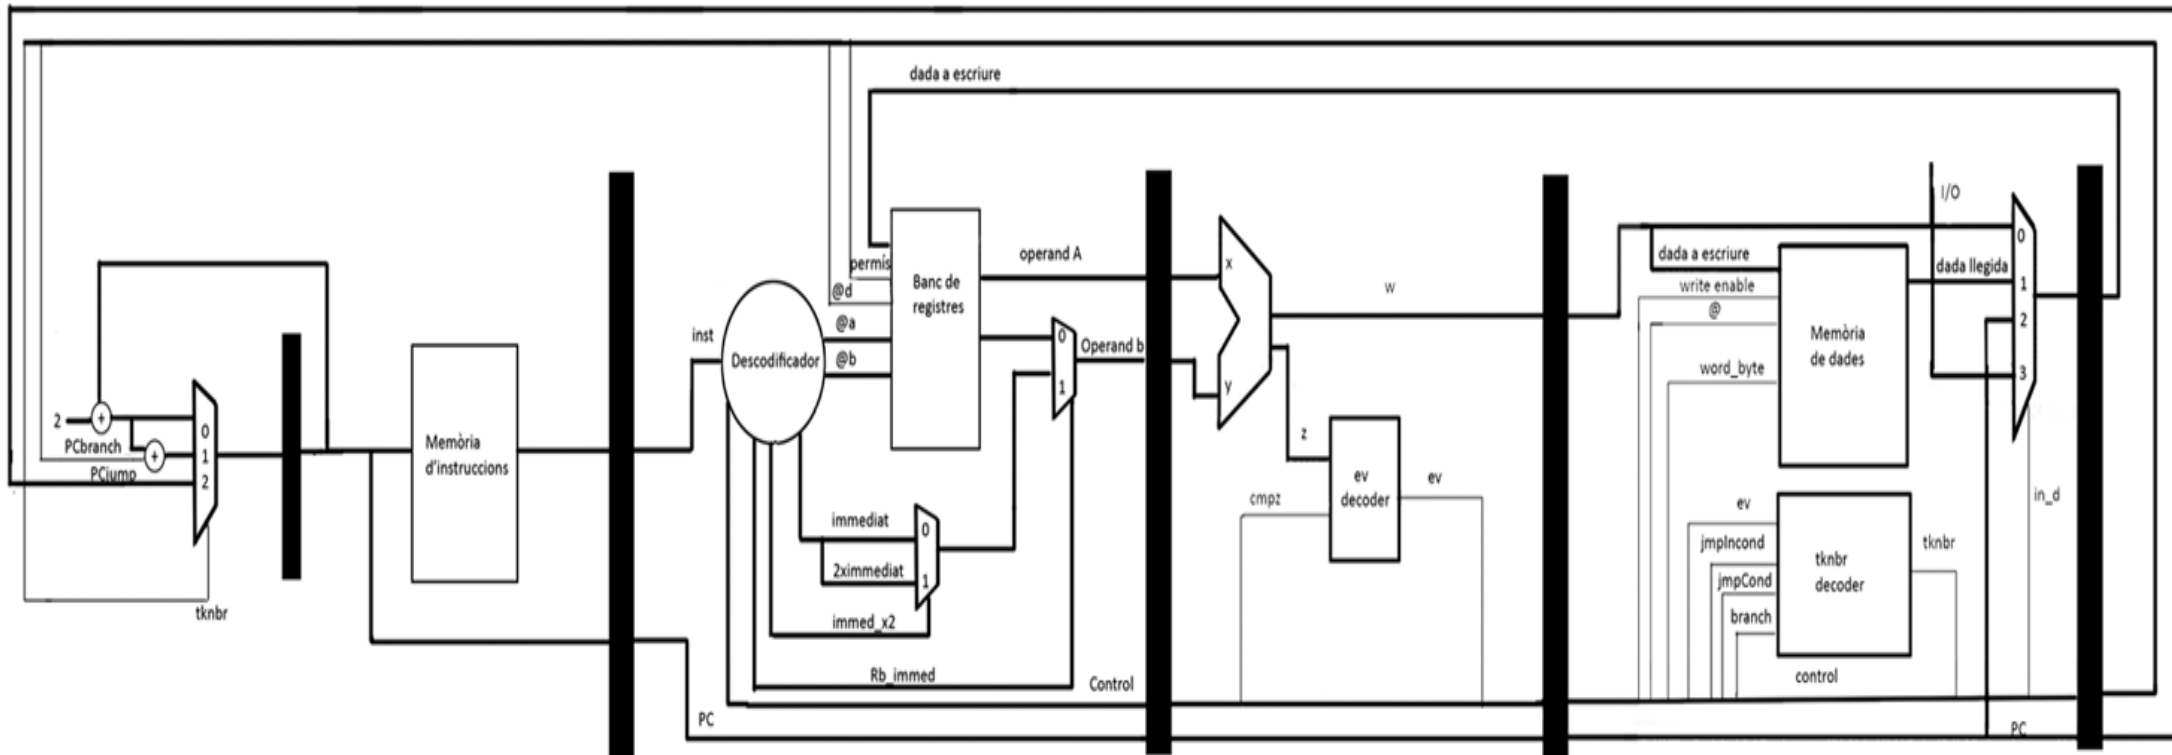 dada a escriure
2
+
PCbranch
+
PCjump
0
1
2
tknbr
Memòria
d'instruccions
inst
Descodificador
permís
@d
@a
@b
Banc de
registres
operand A
0
1
Operand b
immediat
2ximmediat
0
1
immed_x2
Rb_immed
Control
PC
x
y
w
z
cmpz
ev
decoder
ev
I/O
dada a escriure
write enable
@
word_byte
Memòria
de dades
dada llegida
0
1
2
3
in_d
ev
jmpIncond
jmpCond
branch
tknbr
decoder
tknbr
control
PC